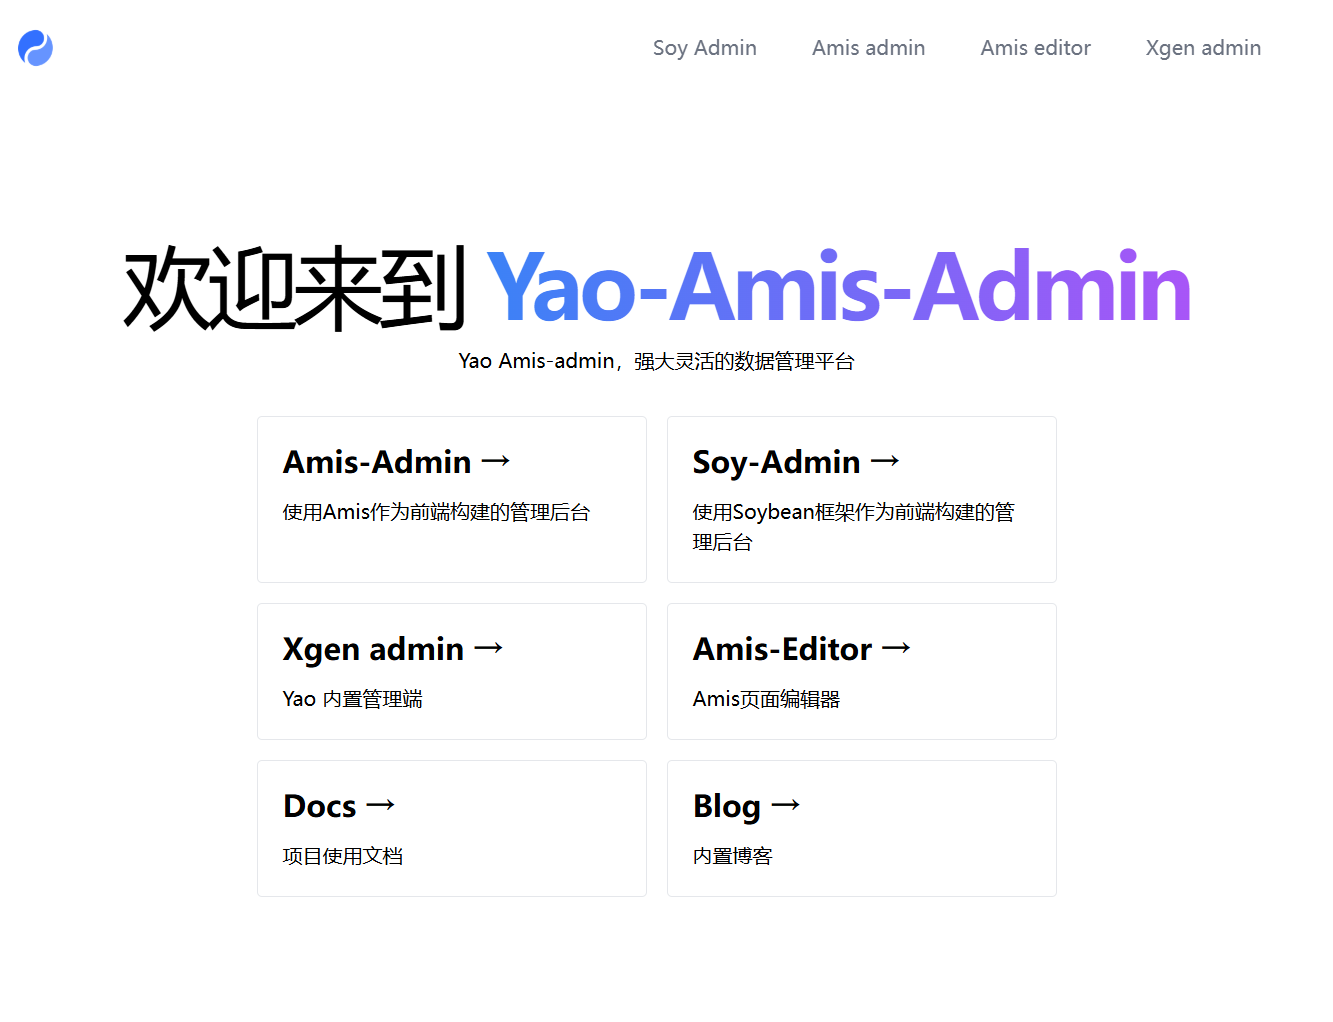 Soy Admin Amis admin Amis editor Xgen admin
欢迎来到 Yao-Amis-Admin
Yao Amis-admin，强大灵活的数据管理平台
Amis-Admin →
使用Amis作为前端构建的管理后台
Soy-Admin →
使用Soybean框架作为前端构建的管
理后台
Xgen admin →
Yao 内置管理端
Amis-Editor →
Amis页面编辑器
Docs →
项目使用文档
Blog →
内置博客